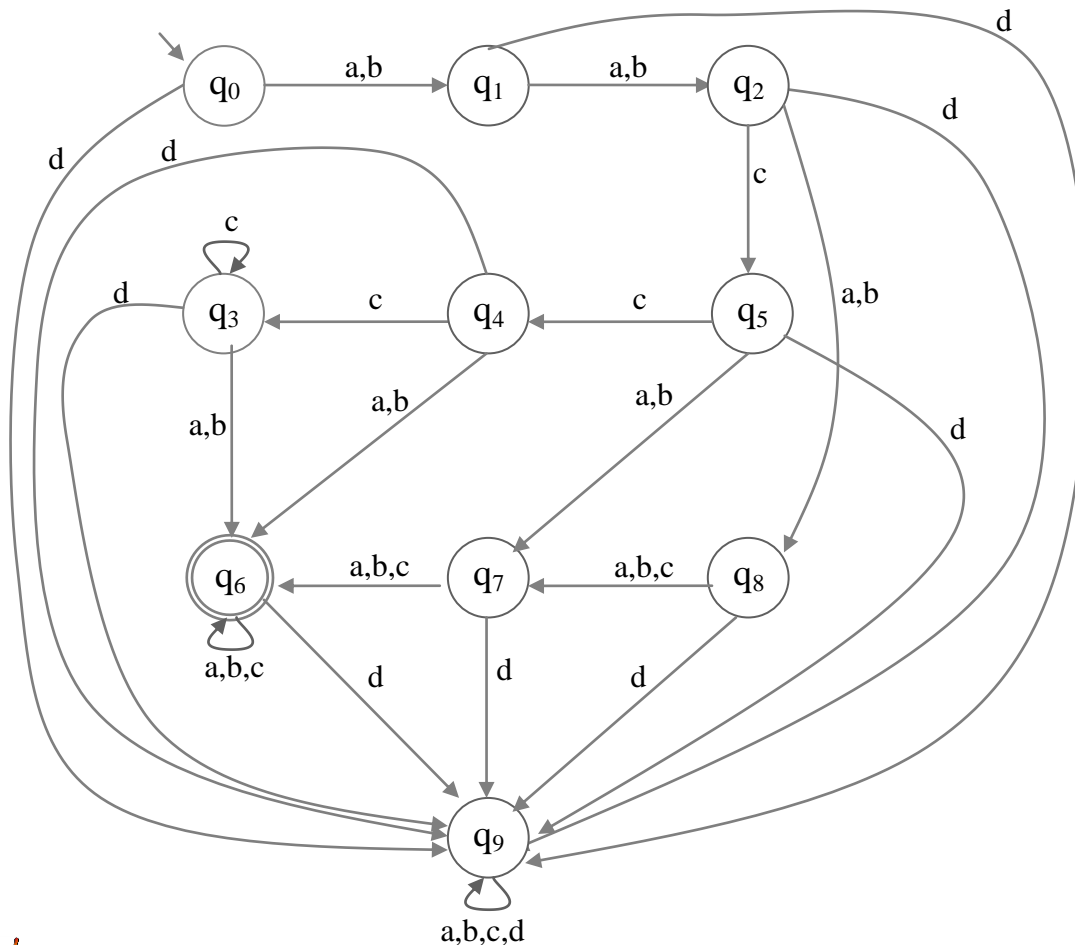 d
q0 a,b q1 a,b q2
d
d d
c
c
a,b
d c c
q3 q4 q5
a,b a,b a,b
d
a,b,c a,b,c
q6 q7 q8
a,b,c d d d
q9
a,b,c,d